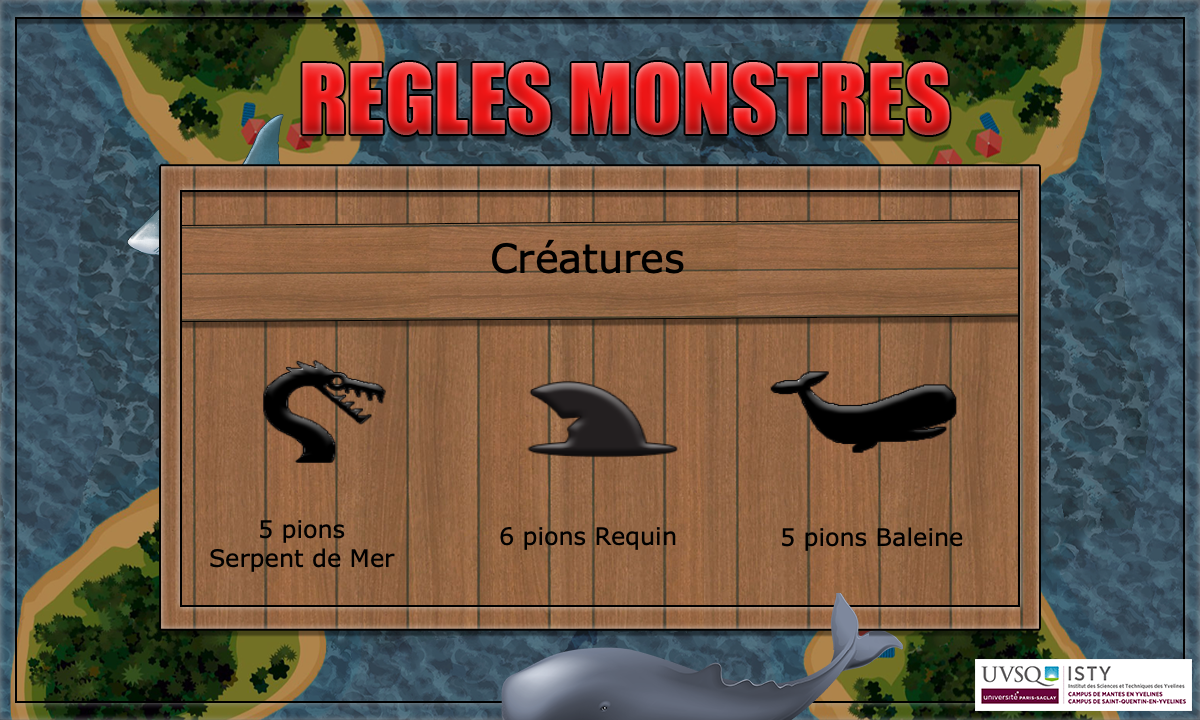 REGLES MONSTRES
Créatures
5 pions
Serpent de Mer
6 pions Requin
5 pions Baleine
UVSQ
université PARIS-SACLAY
ISTY
Institut des Sciences et Techniques des Yvelines
CAMPUS DE MANTES EN YVELINES
CAMPUS DE SAINT-QUENTIN-EN-YVELINES